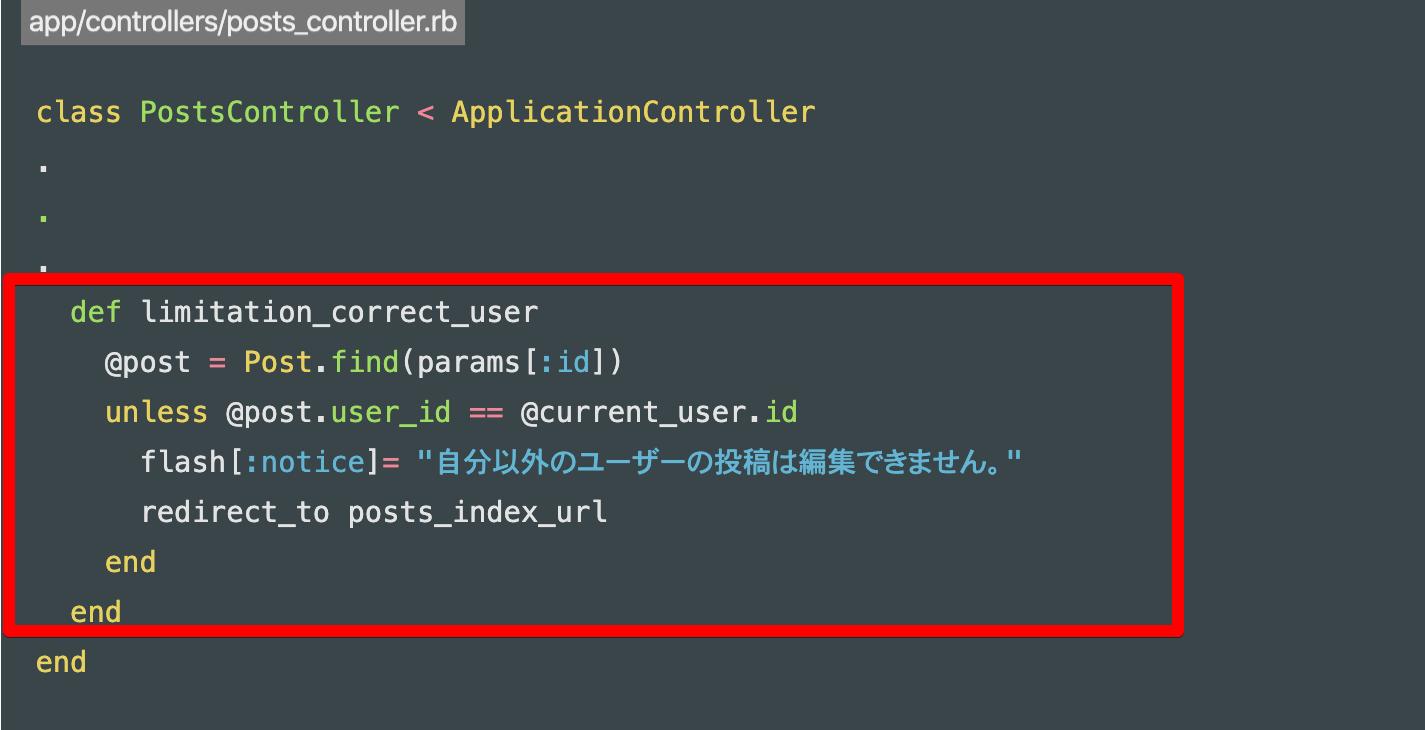 app/controllers/posts_controller.rb
class PostsController < ApplicationController
.
.
.
def limitation_correct_user
@post = Post.find(params[:id])
unless @post.user_id == @current_user.id
flash[:notice]= "自分以外のユーザーの投稿は編集できません。"
redirect_to posts_index_url
end
end
end